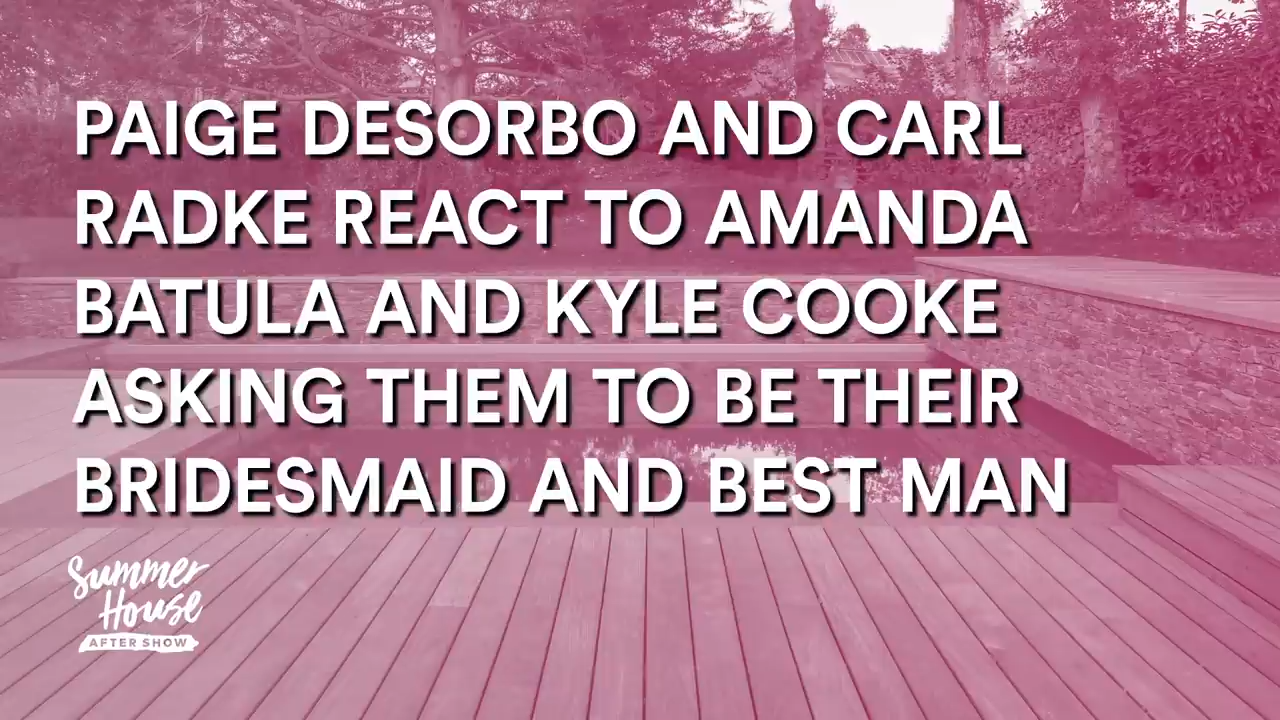 PAIGE DESORBO AND CARL
RADKE REACT TO AMANDA
BATULA AND KYLE COOKE
ASKING THEM TO BE THEIR
BRIDESMAID AND BEST MAN
Summer
House
AFTER SHOW